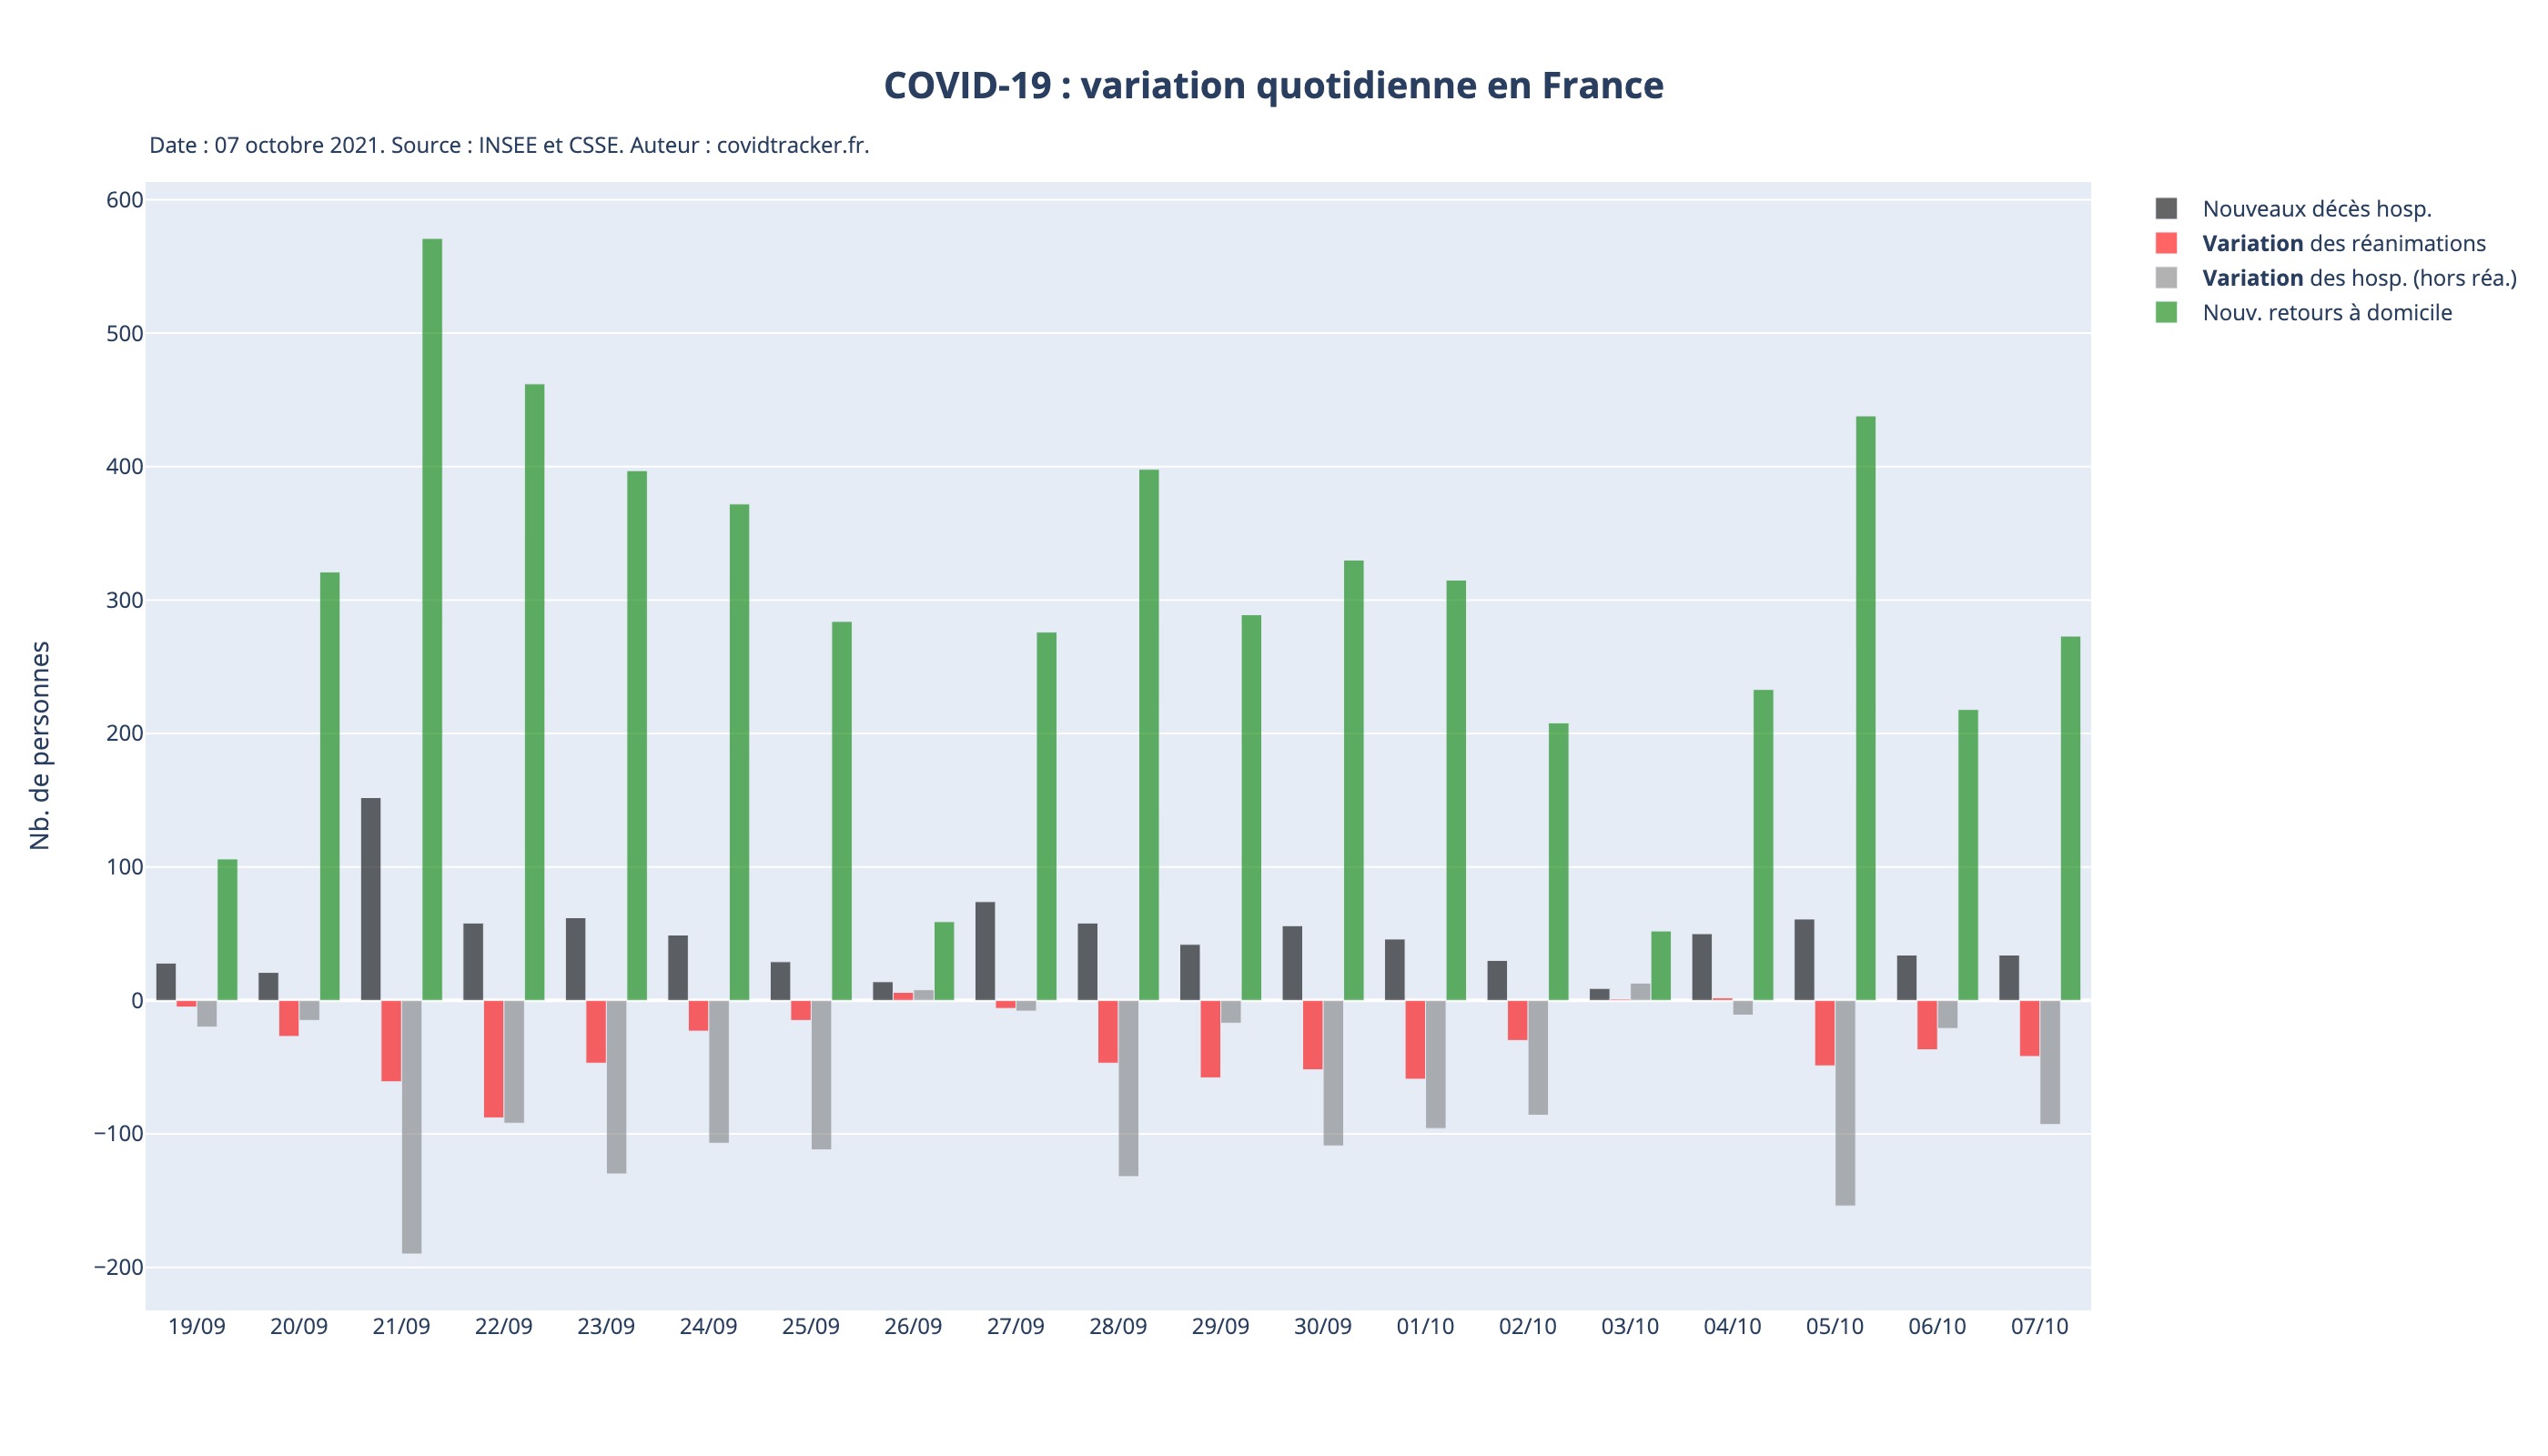 COVID-19 : variation quotidienne en France
Date : 07 octobre 2021. Source : INSEE et CSSE. Auteur : covidtracker.fr.
Nouveaux décès hosp.
Variation des réanimations
Variation des hosp. (hors réa.)
Nouv. retours à domicile
Nb. de personnes
600
500
400
300
200
100
0
−100
−200
19/09 20/09 21/09 22/09 23/09 24/09 25/09 26/09 27/09 28/09 29/09 30/09 01/10 02/10 03/10 04/10 05/10 06/10 07/10